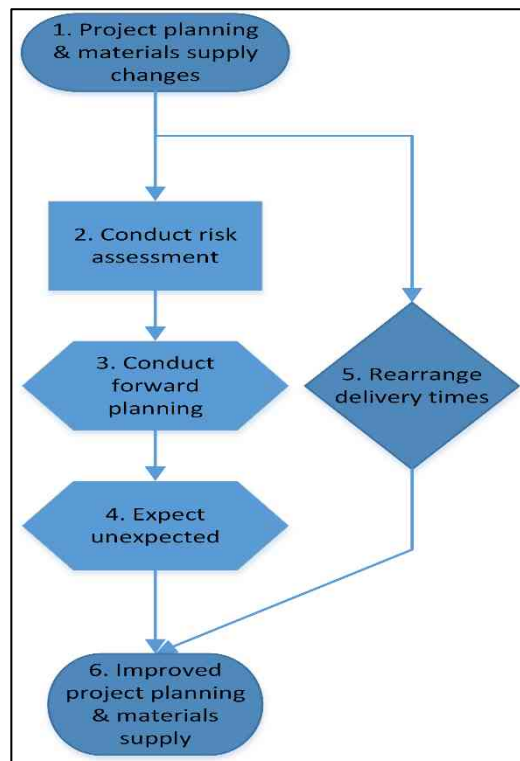 1. Project planning
& materials supply
changes
2. Conduct risk
assessment
3. Conduct
forward
planning
4. Expect
unexpected
5. Rearrange
delivery times
6. Improved
project planning
& materials
supply